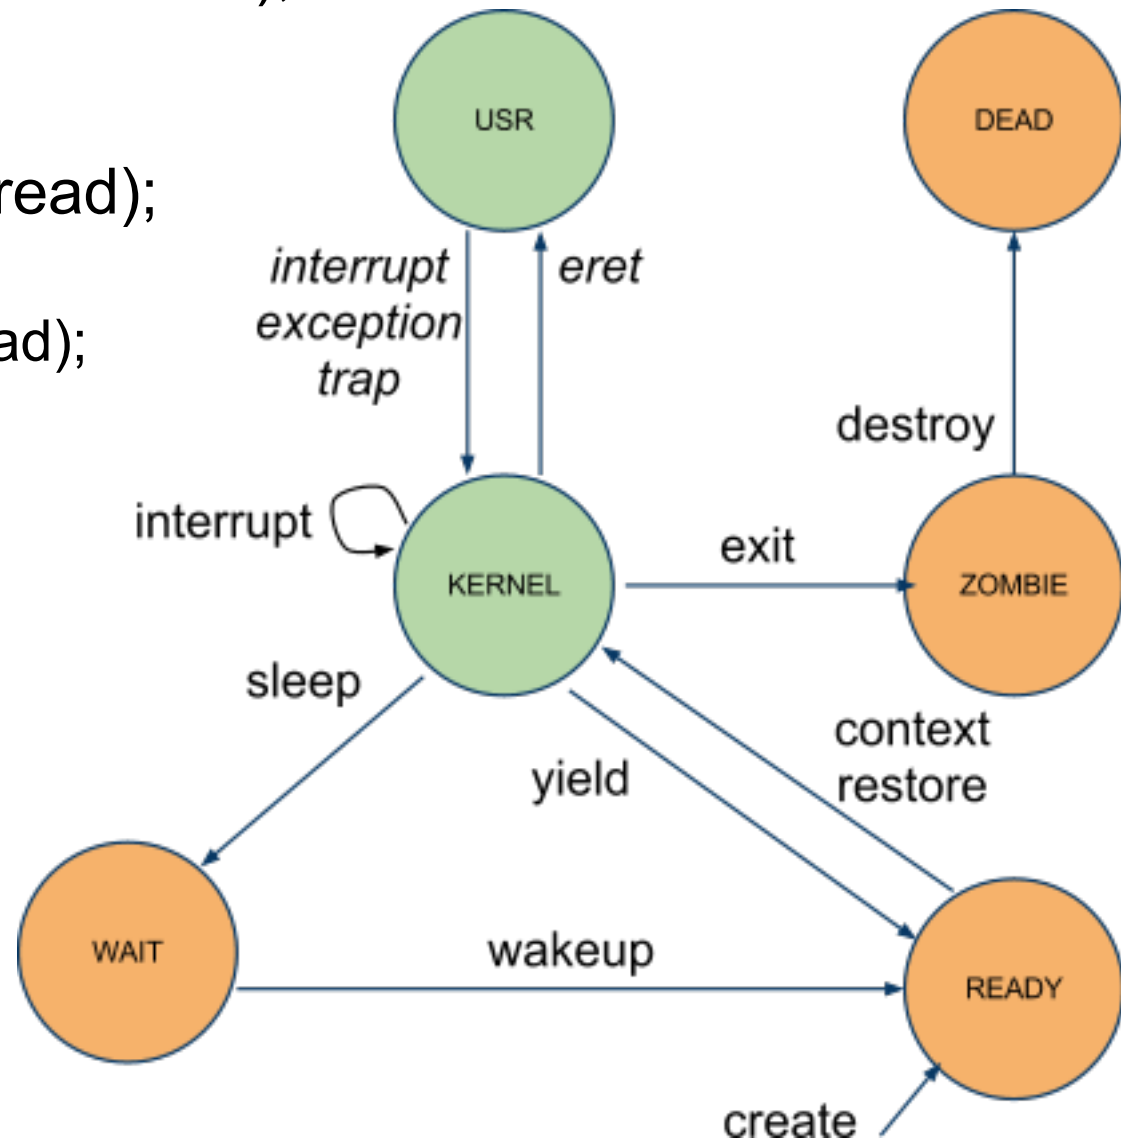 );
USR
DEAD
read);
interrupt
exception
trap
eret
ad);
destroy
interrupt
KERNEL
exit
ZOMBIE
sleep
yield
context
restore
WAIT
wakeup
READY
create